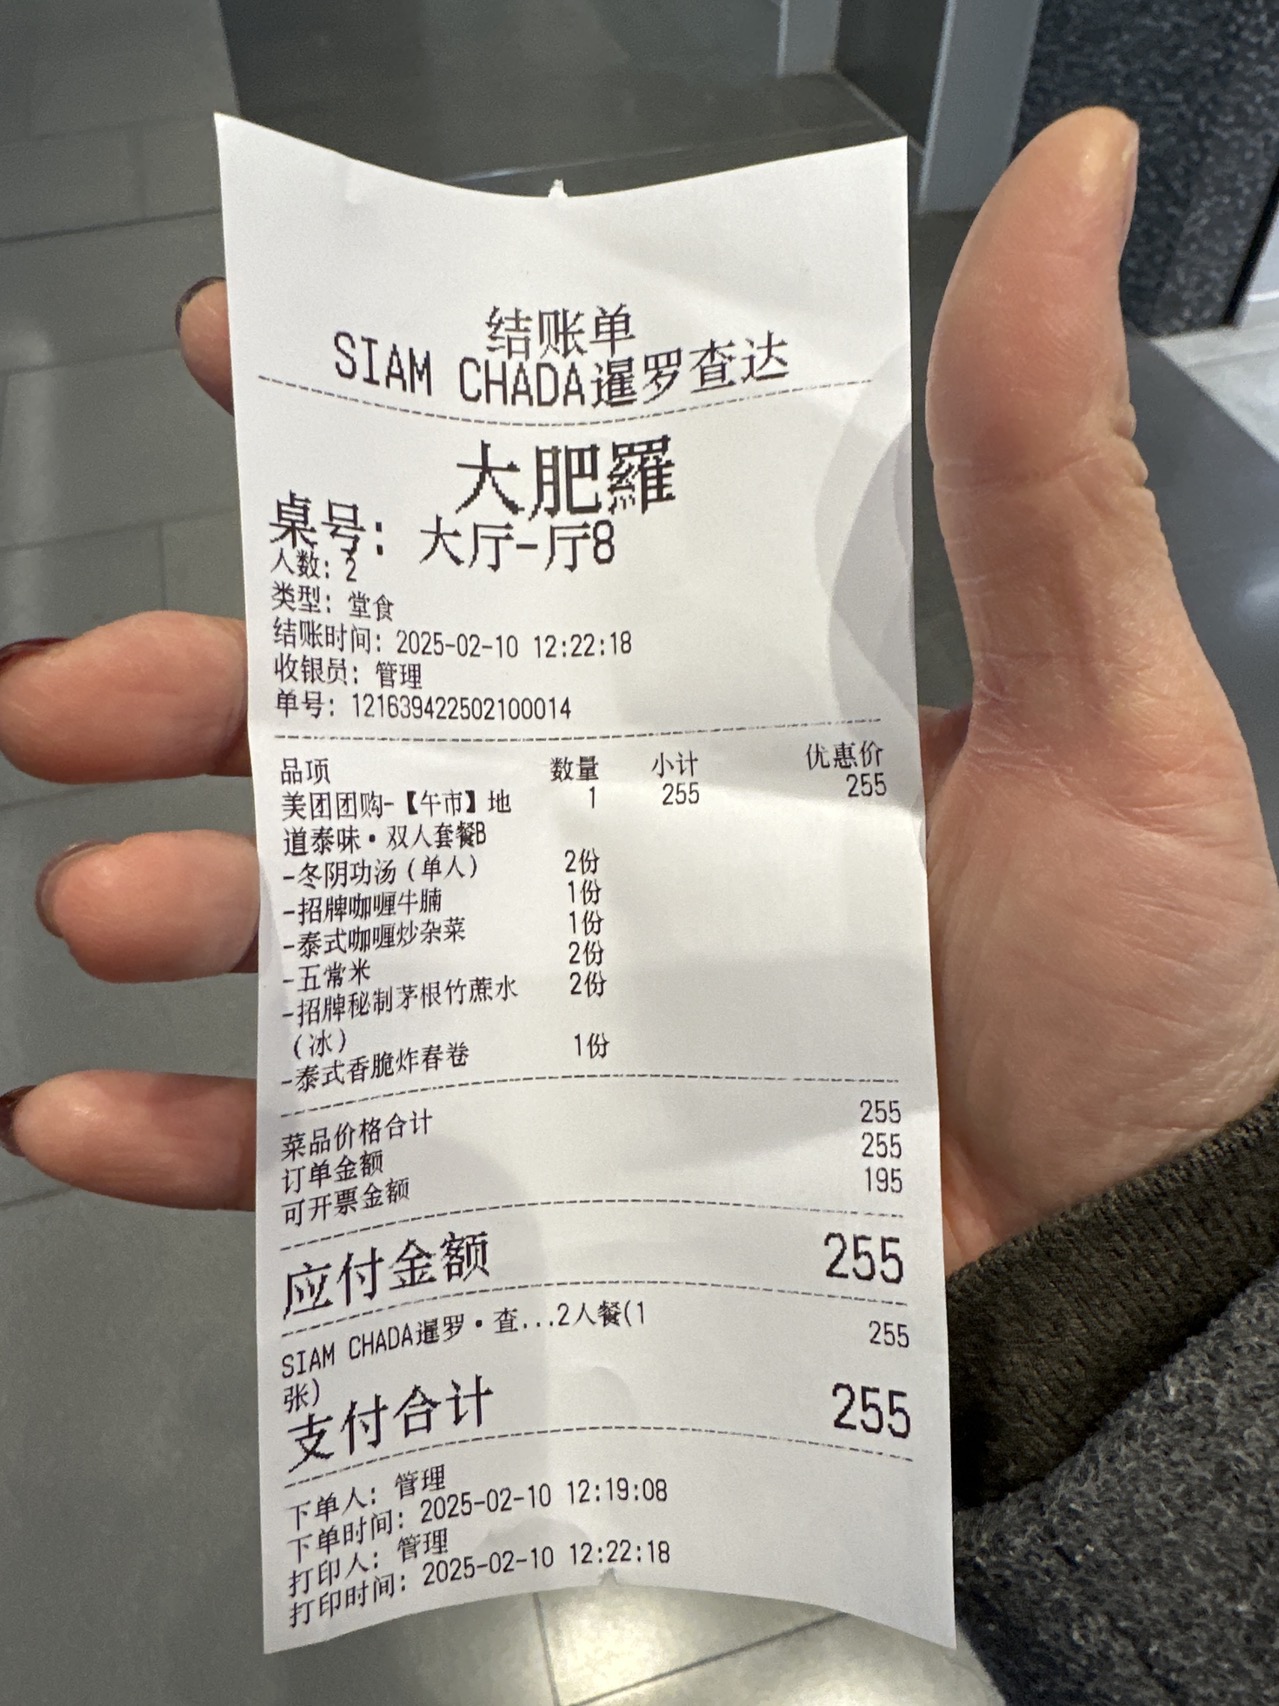 结账单
SIAM CHADA暹罗查达
大肥羅
桌号: 大厅-厅8
人数: 2
类型: 堂食
结账时间: 2025-02-10 12:22:18
收银员: 管理
单号: 121639422502100014
品项 数量 小计 优惠价
美团团购-【午市】地 1 255 255
道泰味·双人套餐B
-冬阴功汤(单人) 2份
-招牌咖喱牛腩 1份
-泰式咖喱炒杂菜 1份
-五常米 2份
-招牌秘制茅根竹蔗水 2份
(冰)
-泰式香脆炸春卷 1份
菜品价格合计 255
订单金额 255
可开票金额 195
应付金额 255
SIAM CHADA暹罗·查...2人餐(1 255
张)
支付合计 255
下单人: 管理
下单时间: 2025-02-10 12:19:08
打印人: 管理
打印时间: 2025-02-10 12:22:18